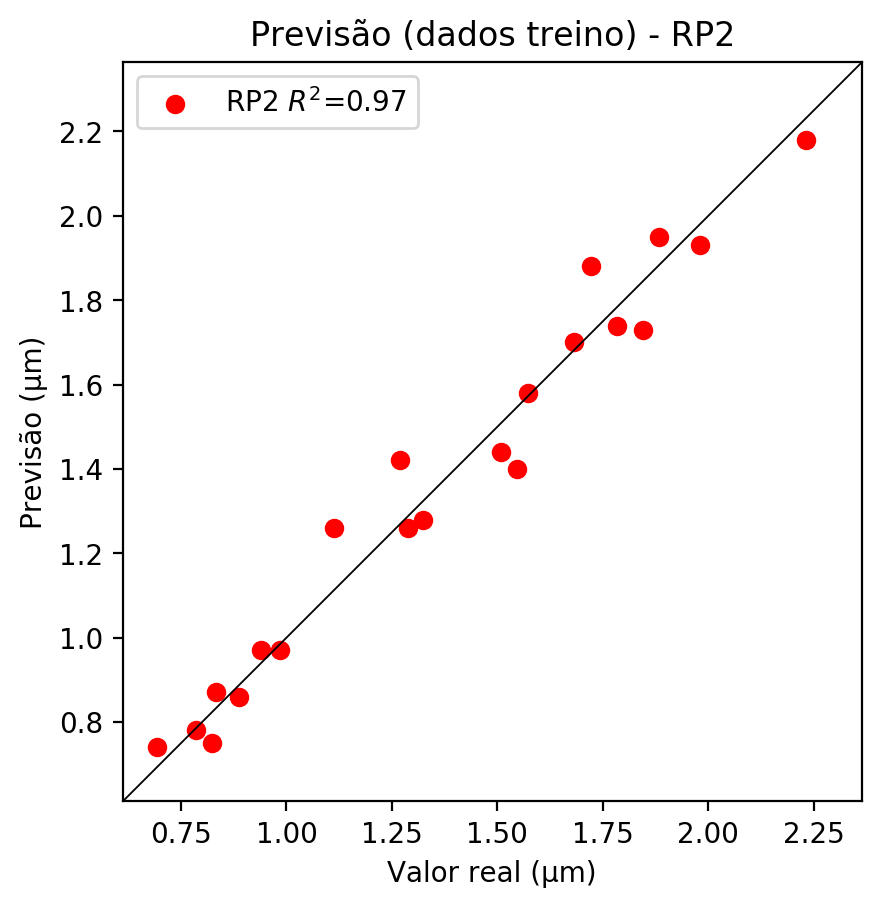 Previsão (dados treino) - RP2
RP2 R²=0.97
2.2
2.0
1.8
1.6
1.4
1.2
1.0
0.8
Previsão (μm)
0.75 1.00 1.25 1.50 1.75 2.00 2.25
Valor real (μm)